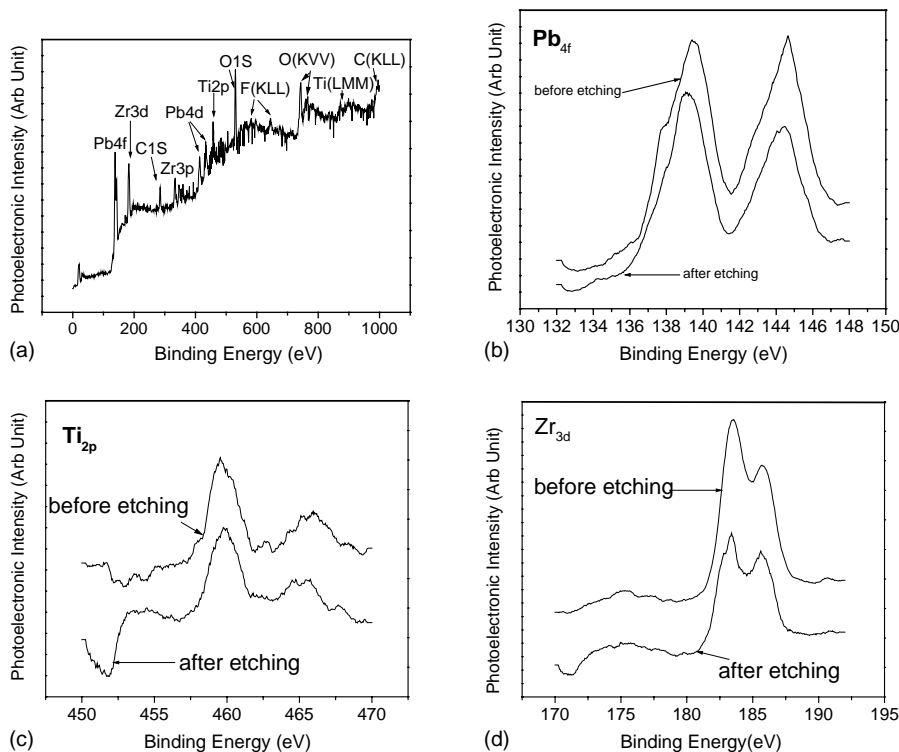 Photoelectronic Intensity (Arb Unit)
O1S
O(KVV)
C(KLL)
F(KLL)
Ti(LMM)
Ti2p
Pb4d
Zr3d
Pb4f
C1S
Zr3p
0 200 400 600 800 1000
Binding Energy (eV)
(a)
Photoelectronic Intensity (Arb Unit)
Pb4f
before etching
after etching
130 132 134 136 138 140 142 144 146 148 150
Binding Energy (eV)
(b)
Photoelectronic Intensity (Arb Unit)
Ti2p
before etching
after etching
450 455 460 465 470
Binding Energy (eV)
(c)
Photoelectronic Intensity (Arb Unit)
Zr3d
before etching
after etching
170 175 180 185 190 195
Binding Energy(eV)
(d)